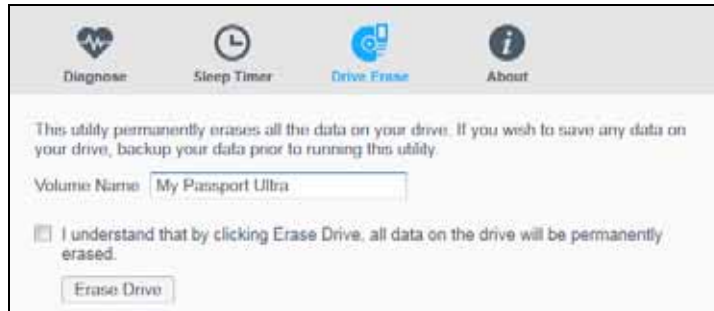 Diagnose
Sleep Timer
Drive Erase
About
This utility permanently erases all the data on your drive. If you wish to save any data on
your drive, backup your data prior to running this utility.
Volume Name
My Passport Ultra
I understand that by clicking Erase Drive, all data on the drive will be permanently
erased.
Erase Drive